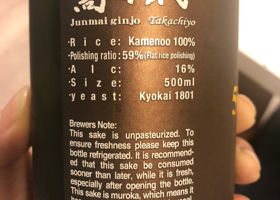 Junmai ginjo Takachiyo
・Rice: Kamenoo 100%
・Polishing ratio: 59% (Flat rice polishing)
・Alc: 16%
・Size: 500ml
・yeast: Kyokai 1801
Brewers Note:
This sake is unpasteurized. To
ensure freshness please keep this
bottle refrigerated. It is recommend-
ed that this sake be consumed
sooner than later, while it is fresh,
especially after opening the bottle.
This sake is muroka, which means it